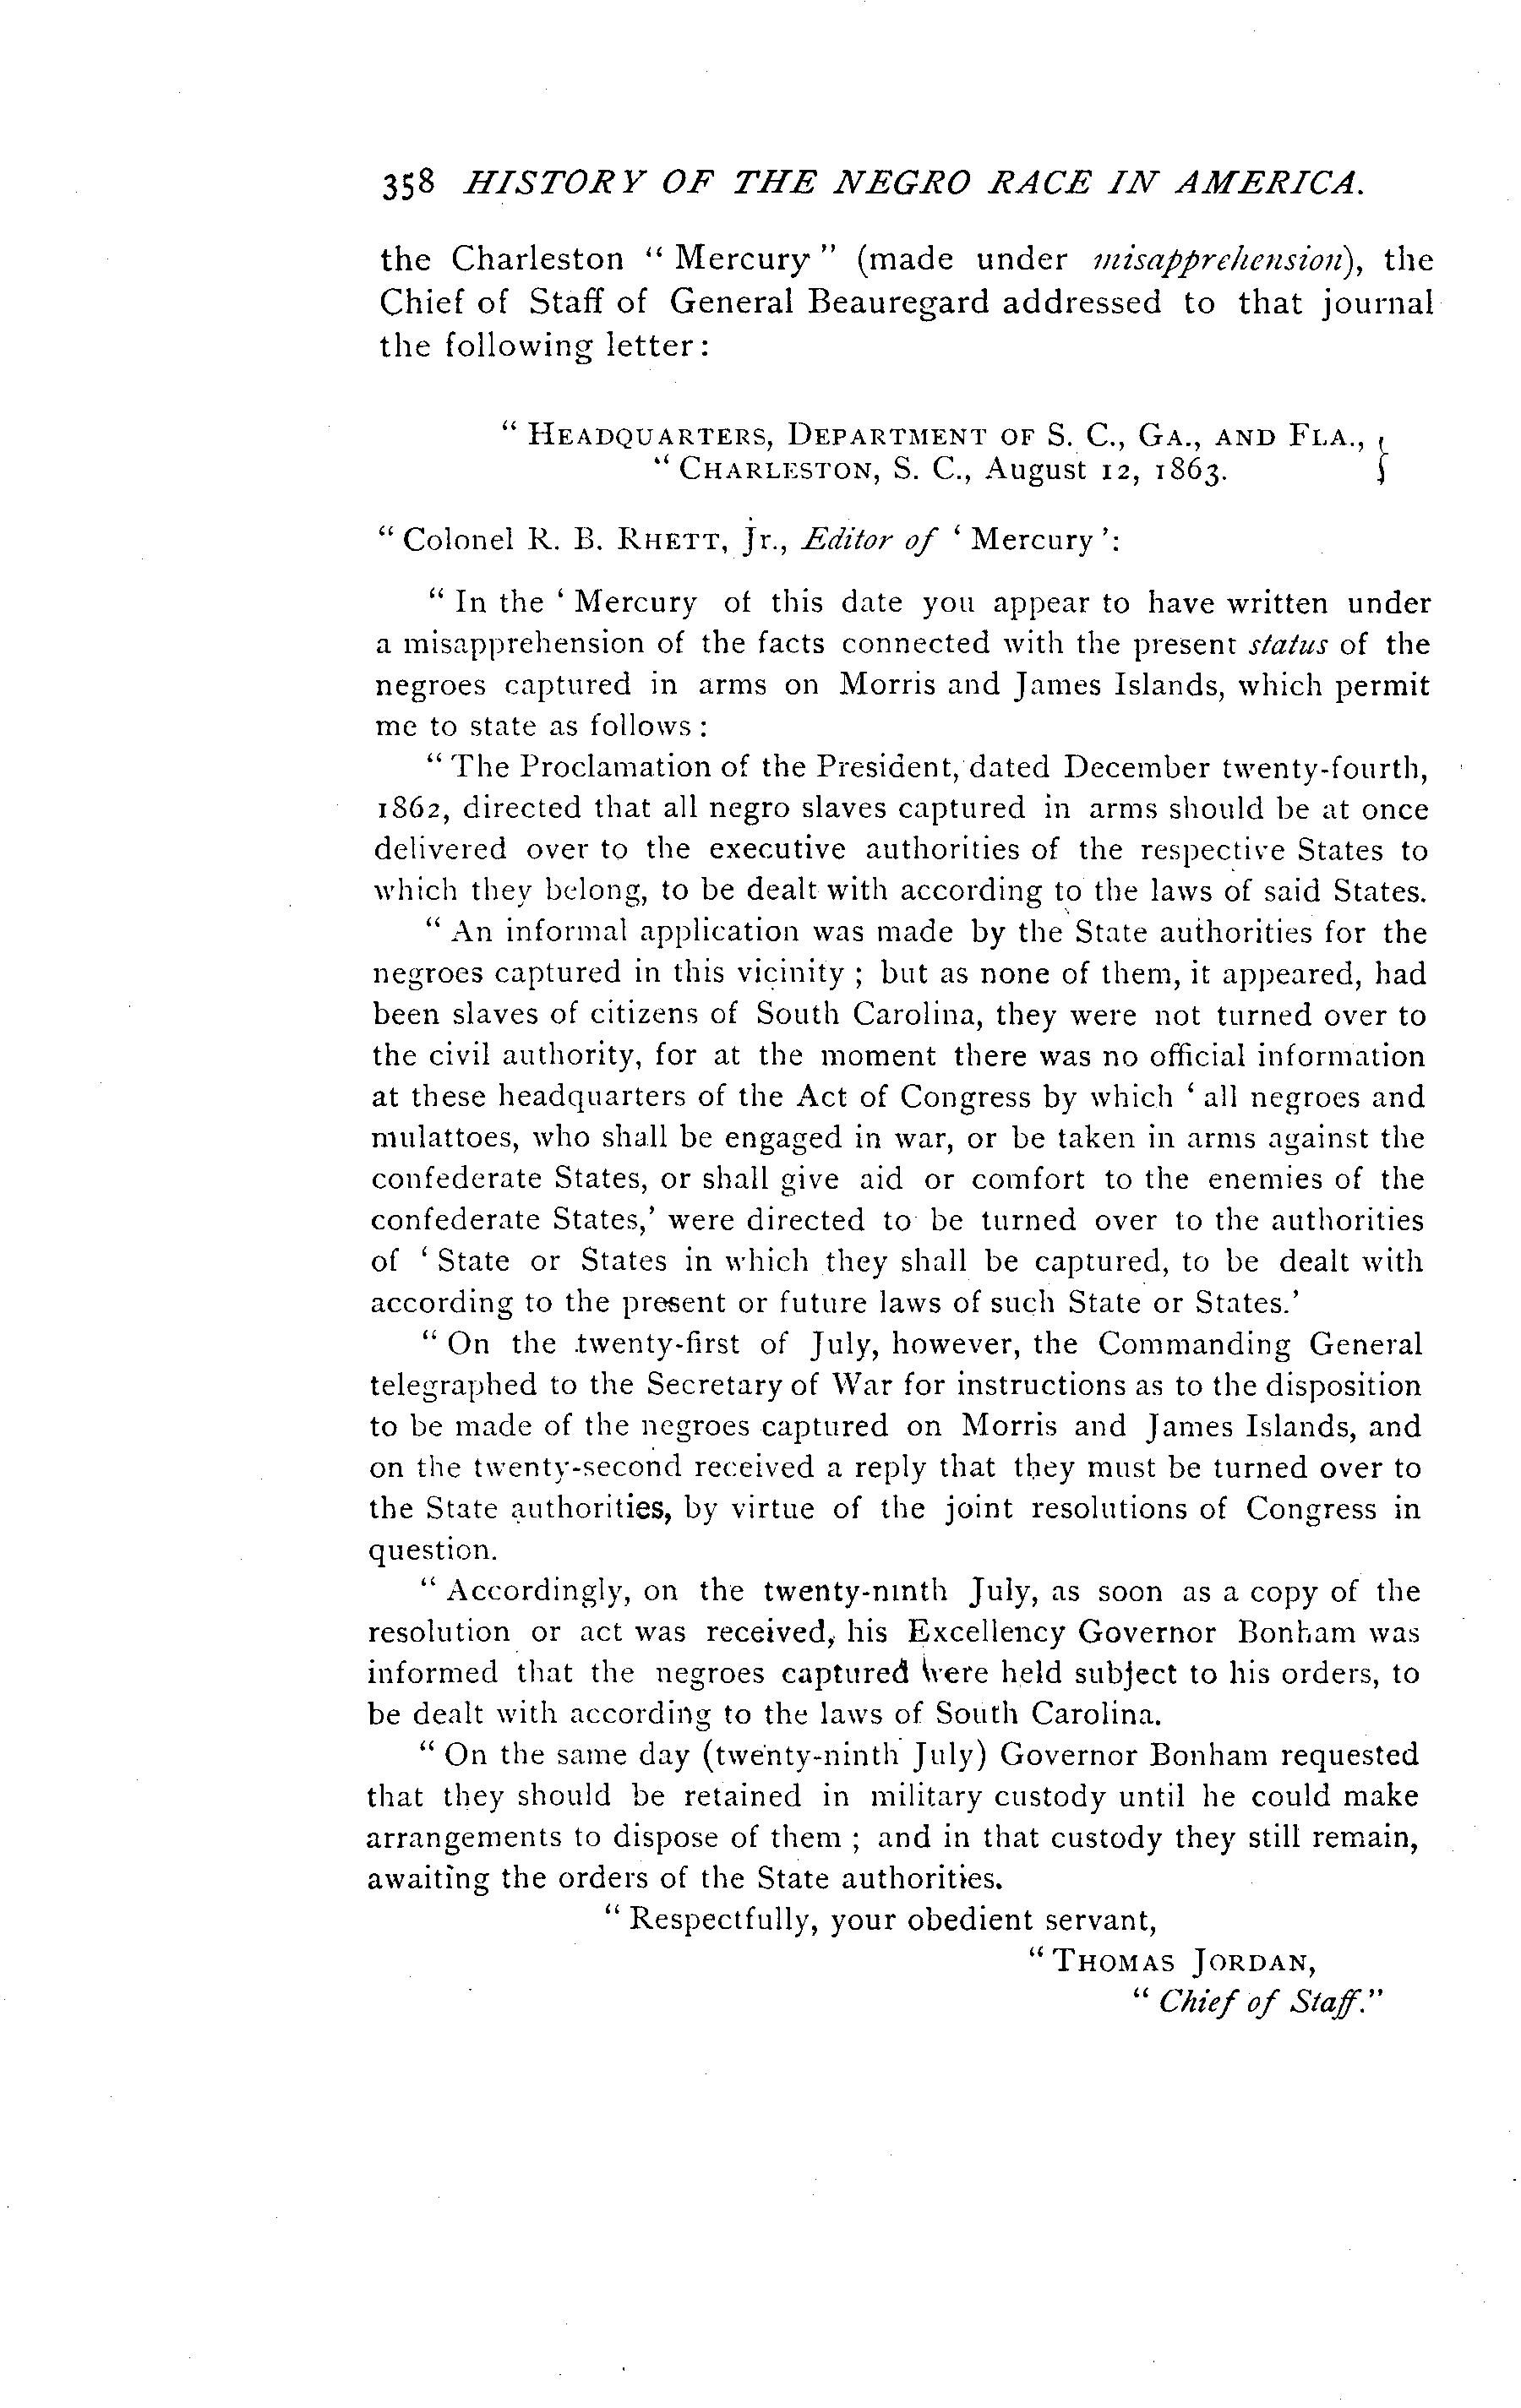 358 HISTORY OF THE NEGRO RACE IN AMERICA.
the Charleston “ Mercury ” (made under misapprehension), the
Chief of Staff of General Beauregard addressed to that journal
the following letter :
“ HEADQUARTERS, DEPARTMENT OF S. C., GA., AND FLA., }
“ CHARLESTON, S. C., August 12, 1863.
“ Colonel R. B. RHETT, Jr., Editor of ‘ Mercury ’:
“ In the ‘ Mercury of this date you appear to have written under
a misapprehension of the facts connected with the present status of the
negroes captured in arms on Morris and James Islands, which permit
me to state as follows :
“ The Proclamation of the President, dated December twenty-fourth,
1862, directed that all negro slaves captured in arms should be at once
delivered over to the executive authorities of the respective States to
which they belong, to be dealt with according to the laws of said States.
“ An informal application was made by the State authorities for the
negroes captured in this vicinity ; but as none of them, it appeared, had
been slaves of citizens of South Carolina, they were not turned over to
the civil authority, for at the moment there was no official information
at these headquarters of the Act of Congress by which ‘ all negroes and
mulattoes, who shall be engaged in war, or be taken in arms against the
confederate States, or shall give aid or comfort to the enemies of the
confederate States,’ were directed to be turned over to the authorities
of ‘ State or States in which they shall be captured, to be dealt with
according to the present or future laws of such State or States.’
“ On the twenty-first of July, however, the Commanding General
telegraphed to the Secretary of War for instructions as to the disposition
to be made of the negroes captured on Morris and James Islands, and
on the twenty-second received a reply that they must be turned over to
the State authorities, by virtue of the joint resolutions of Congress in
question.
“ Accordingly, on the twenty-ninth July, as soon as a copy of the
resolution or act was received, his Excellency Governor Bonham was
informed that the negroes captured were held subject to his orders, to
be dealt with according to the laws of South Carolina.
“ On the same day (twenty-ninth July) Governor Bonham requested
that they should be retained in military custody until he could make
arrangements to dispose of them ; and in that custody they still remain,
awaiting the orders of the State authorities.
“ Respectfully, your obedient servant,
“ THOMAS JORDAN,
“ Chief of Staff.”